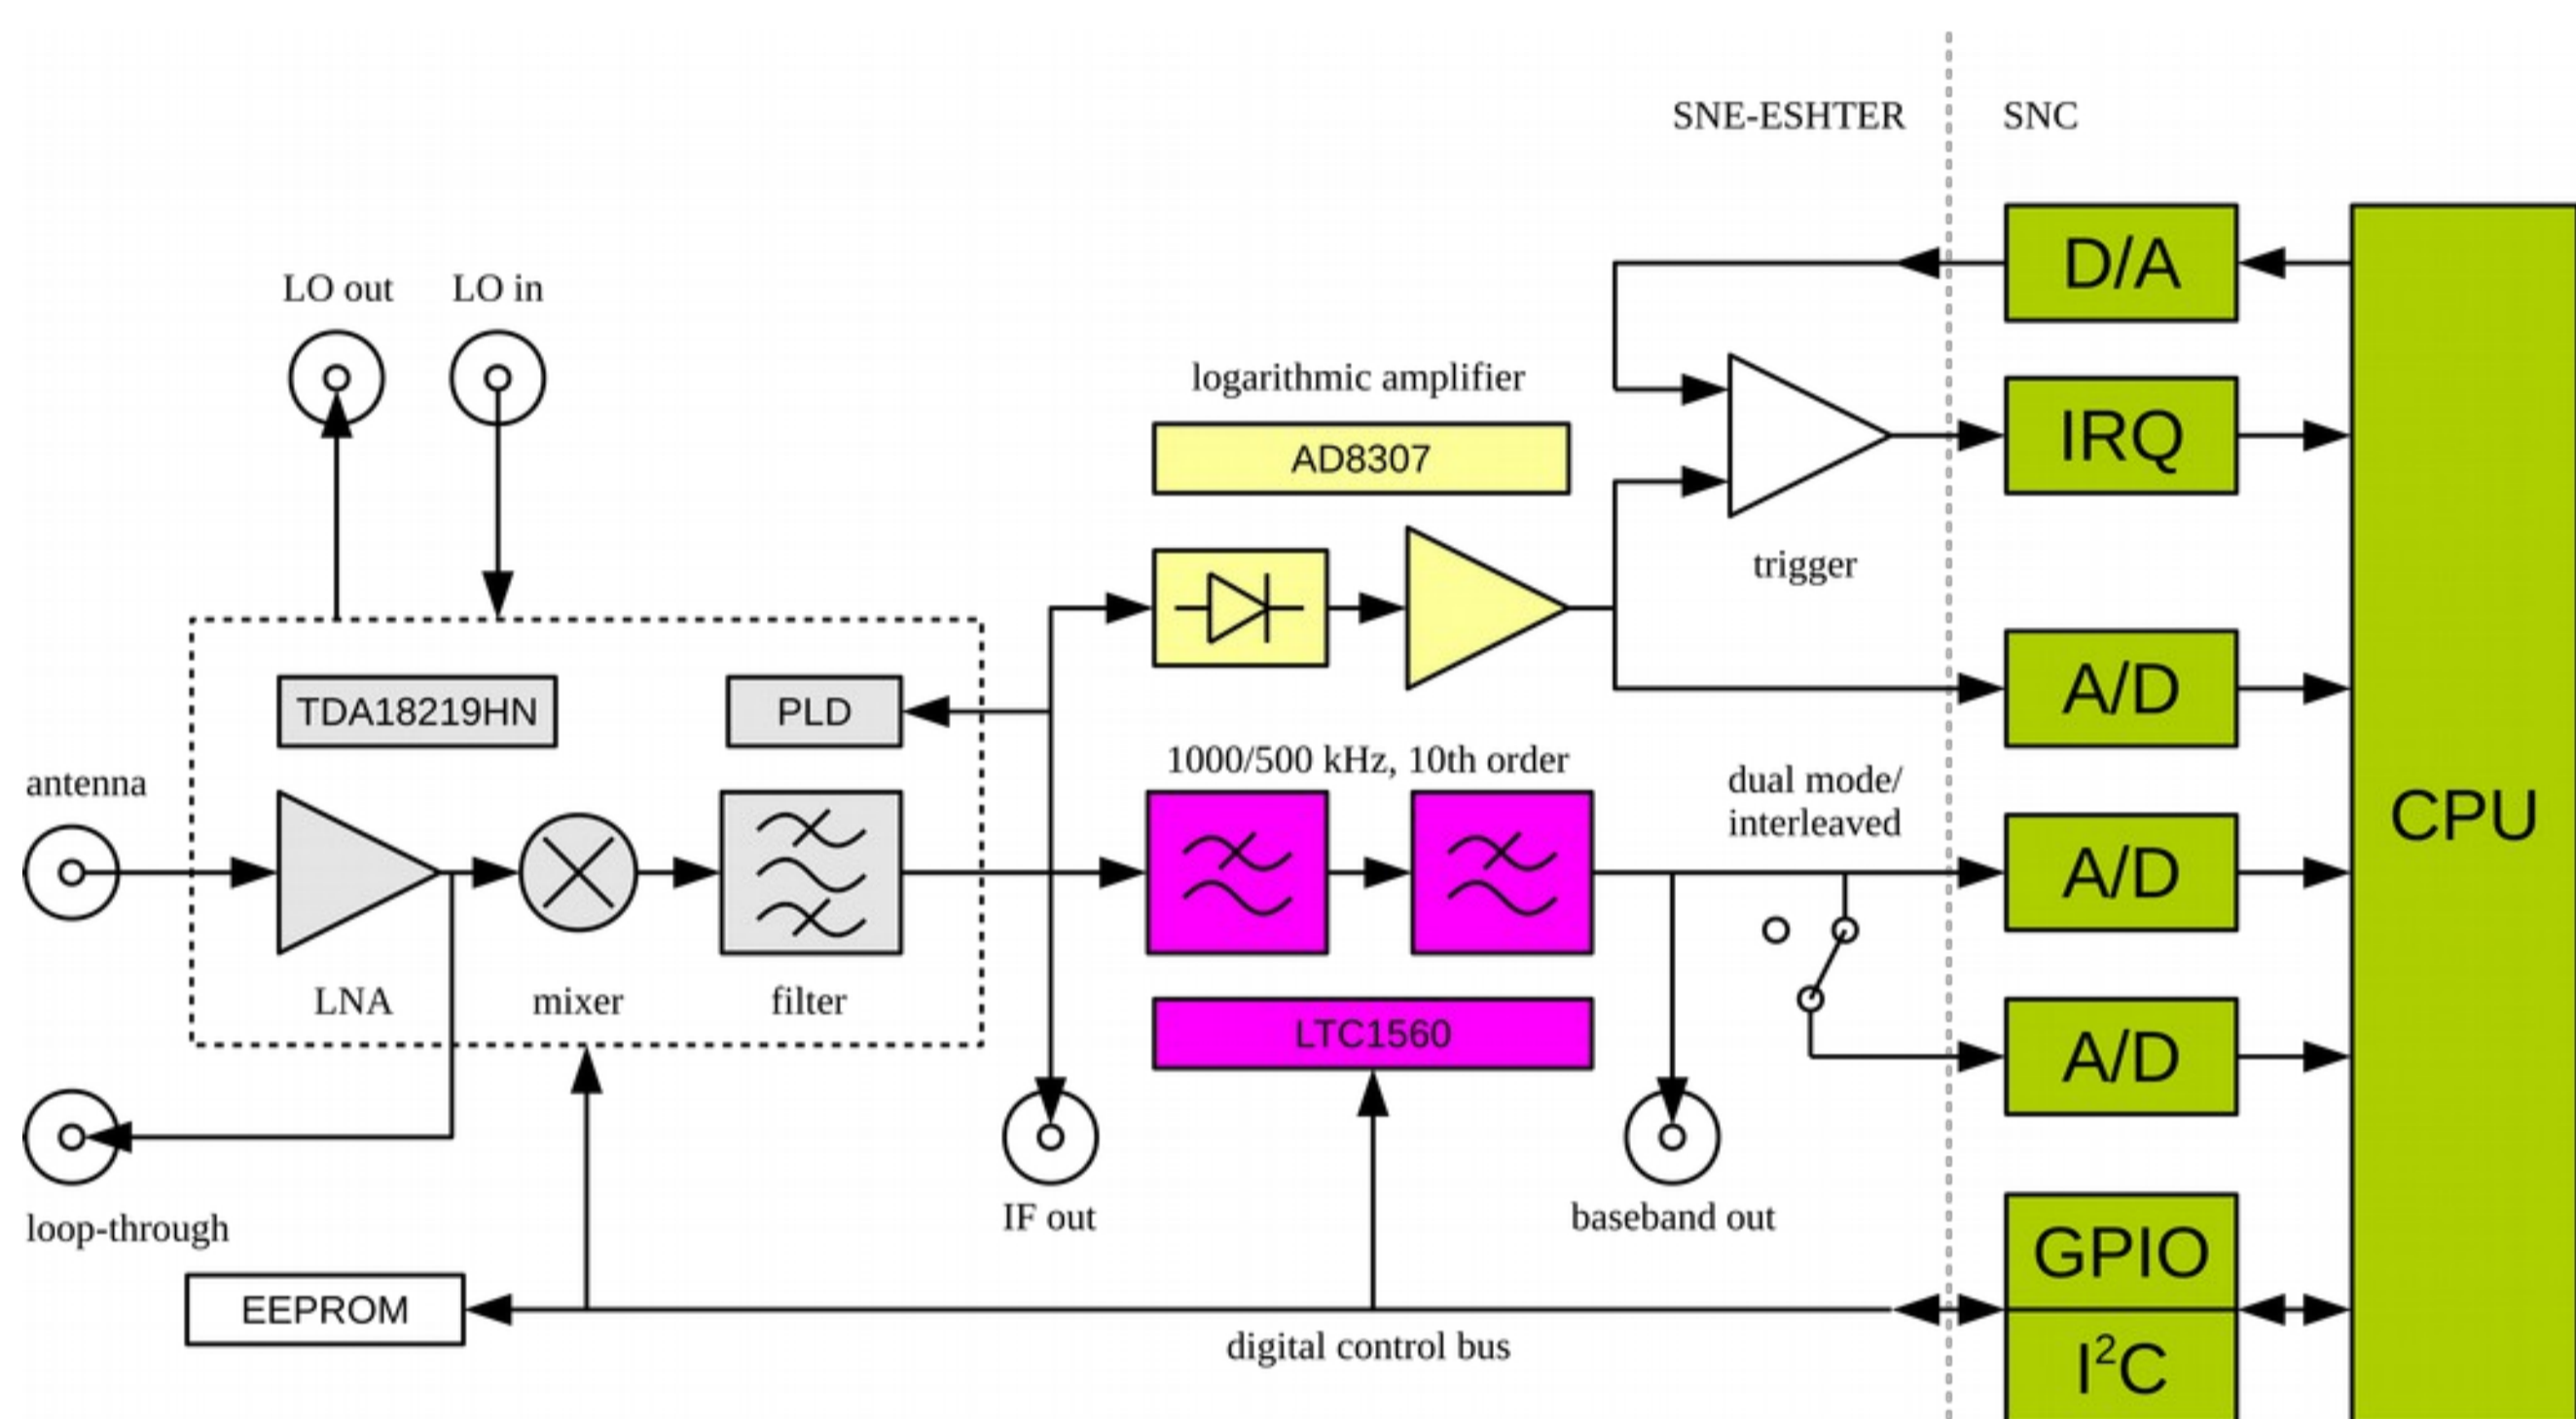 SNE-ESHTER
SNC
D/A
LO out
LO in
logarithmic amplifier
AD8307
IRQ
trigger
TDA18219HN
PLD
A/D
antenna
1000/500 kHz, 10th order
dual mode/
interleaved
CPU
A/D
LNA
mixer
filter
LTC1560
A/D
loop-through
IF out
baseband out
GPIO
EEPROM
digital control bus
I²C